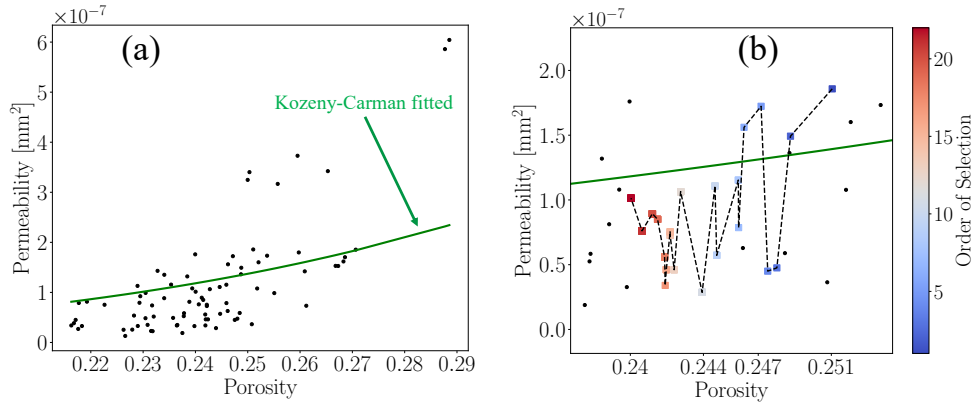 ×10⁻⁷
(a)
6
5
4
3
2
1
0
Kozeny-Carman fitted
Permeability [mm²]
0.22 0.23 0.24 0.25 0.26 0.27 0.28 0.29
Porosity
×10⁻⁷
(b)
2.0
1.5
1.0
0.5
0.0
Permeability [mm²]
0.24 0.244 0.247 0.251
Porosity
20
15
10
5
Order of Selection